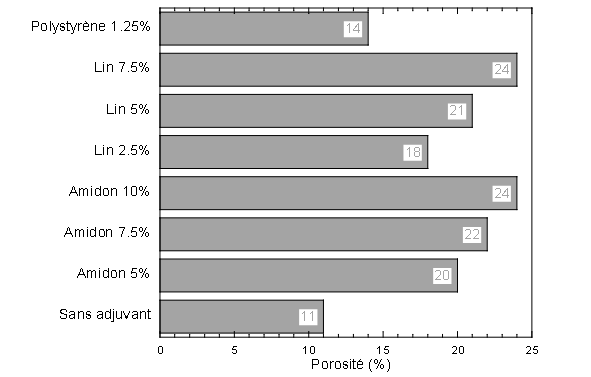 Polystyrène 1.25% 14
Lin 7.5% 24
Lin 5% 21
Lin 2.5% 18
Amidon 10% 24
Amidon 7.5% 22
Amidon 5% 20
Sans adjuvant 11
0 5 10 15 20 25
Porosité (%)